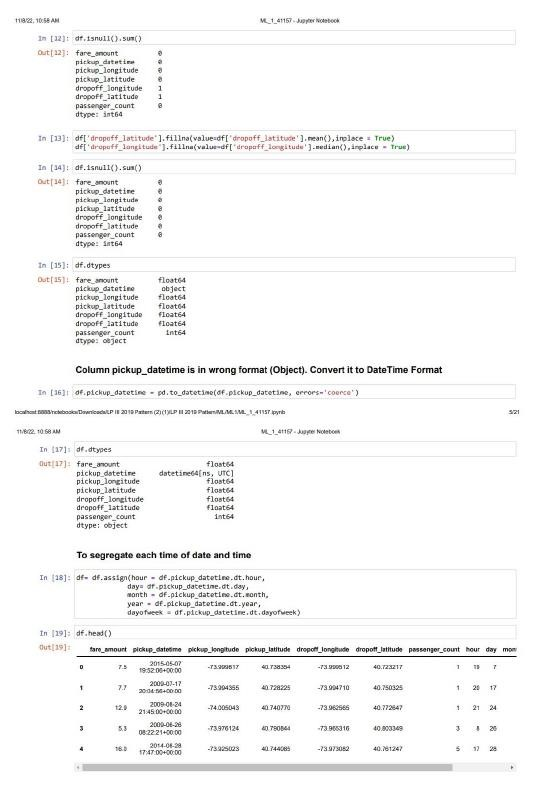 11/8/22, 10:58 AM ML_1_41157 - Jupyter Notebook
In [12]: df.isnull().sum()
Out[12]: fare_amount 0
pickup_datetime 0
pickup_longitude 0
pickup_latitude 0
dropoff_longitude 1
dropoff_latitude 1
passenger_count 0
dtype: int64
In [13]: df['dropoff_latitude'].fillna(value=df['dropoff_latitude'].mean(),inplace = True)
df['dropoff_longitude'].fillna(value=df['dropoff_longitude'].median(),inplace = True)
In [14]: df.isnull().sum()
Out[14]: fare_amount 0
pickup_datetime 0
pickup_longitude 0
pickup_latitude 0
dropoff_longitude 0
dropoff_latitude 0
passenger_count 0
dtype: int64
In [15]: df.dtypes
Out[15]: fare_amount float64
pickup_datetime object
pickup_longitude float64
pickup_latitude float64
dropoff_longitude float64
dropoff_latitude float64
passenger_count int64
dtype: object
Column pickup_datetime is in wrong format (Object). Convert it to DateTime Format
In [16]: df.pickup_datetime = pd.to_datetime(df.pickup_datetime, errors='coerce')
localhost:8888/notebooks/Downloads/LP III 2019 Pattern (2) (1)/LP III 2019 Pattern/ML/ML1/ML_1_41157.ipynb 5/21
11/8/22, 10:58 AM ML_1_41157 - Jupyter Notebook
In [17]: df.dtypes
Out[17]: fare_amount float64
pickup_datetime datetime64[ns, UTC]
pickup_longitude float64
pickup_latitude float64
dropoff_longitude float64
dropoff_latitude float64
passenger_count int64
dtype: object
To segregate each time of date and time
In [18]: df= df.assign(hour = df.pickup_datetime.dt.hour,
day= df.pickup_datetime.dt.day,
month = df.pickup_datetime.dt.month,
year = df.pickup_datetime.dt.year,
dayofweek = df.pickup_datetime.dt.dayofweek)
In [19]: df.head()
Out[19]: fare_amount pickup_datetime pickup_longitude pickup_latitude dropoff_longitude dropoff_latitude passenger_count hour day mont
0 7.5 2015-05-07 19:52:06+00:00 -73.999817 40.738354 -73.999512 40.723217 1 19 7
1 7.7 2009-07-17 20:04:56+00:00 -73.994355 40.728225 -73.994710 40.750325 1 20 17
2 12.9 2009-08-24 21:45:00+00:00 -74.005043 40.740770 -73.962565 40.772647 1 21 24
3 5.3 2009-06-26 08:22:21+00:00 -73.976124 40.790844 -73.965316 40.803349 3 8 26
4 16.0 2014-08-28 17:47:00+00:00 -73.925023 40.744085 -73.973082 40.761247 5 17 28